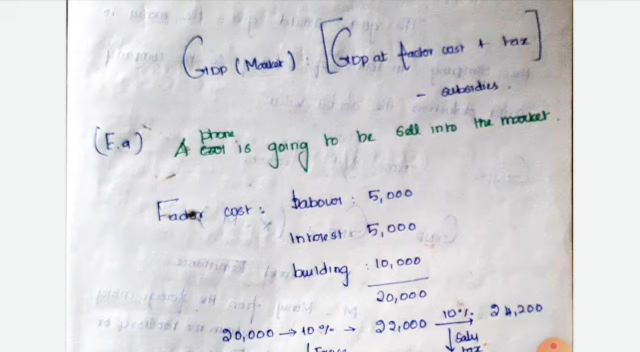 GDP (Market) : [GDP at factor cost + tax]
- subsidies.
(E.g) A phone is going to be sell into the market.
Factor cost : Labour : 5,000
Interest : 5,000
building : 10,000
20,000
20,000 → 10% → 22,000 10% → 24,200
↓ ↓ Sales
tax